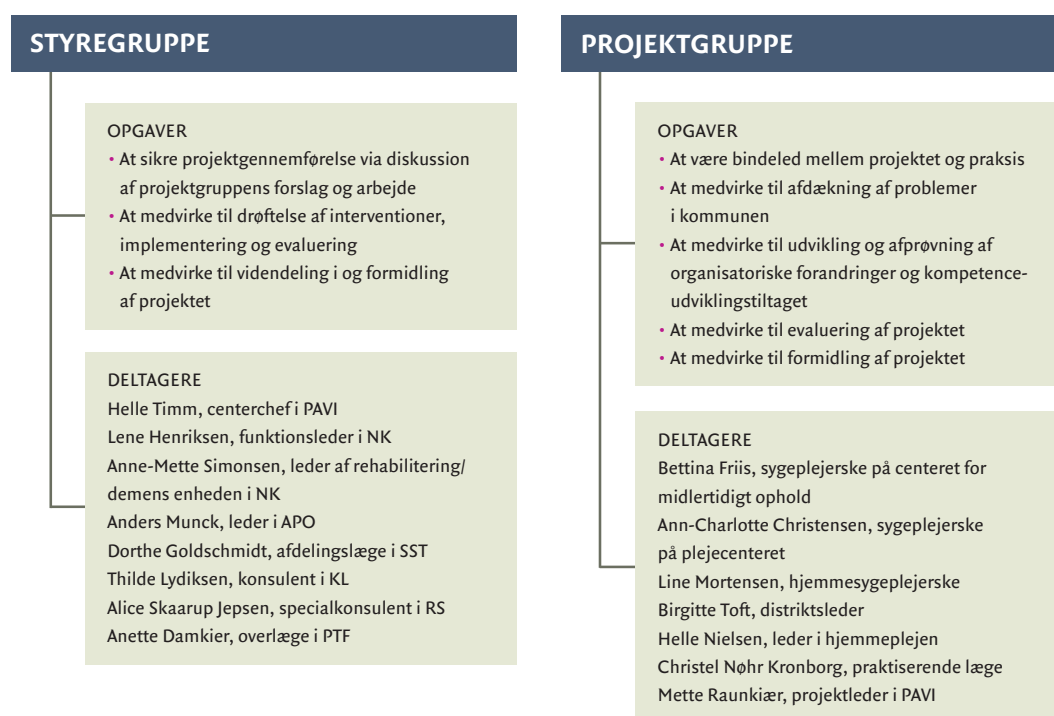 STYREGRUPPE
OPGAVER
• At sikre projektgennemførelse via diskussion
af projektgruppens forslag og arbejde
• At medvirke til drøftelse af interventioner,
implementering og evaluering
• At medvirke til videndeling i og formidling
af projektet
DELTAGERE
Helle Timm, centerchef i PAVI
Lene Henriksen, funktionsleder i NK
Anne-Mette Simonsen, leder af rehabilitering/
demens enheden i NK
Anders Munck, leder i APO
Dorthe Goldschmidt, afdelingslæge i SST
Thilde Lydiksen, konsulent i KL
Alice Skaarup Jepsen, specialkonsulent i RS
Anette Damkier, overlæge i PTF
PROJEKTGRUPPE
OPGAVER
• At være bindeled mellem projektet og praksis
• At medvirke til afdækning af problemer
i kommunen
• At medvirke til udvikling og afprøvning af
organisatoriske forandringer og kompetence-
udviklingstiltaget
• At medvirke til evaluering af projektet
• At medvirke til formidling af projektet
DELTAGERE
Bettina Friis, sygeplejerske på centeret for
midlertidigt ophold
Ann-Charlotte Christensen, sygeplejerske
på plejecenteret
Line Mortensen, hjemmesygeplejerske
Birgitte Toft, distriktsleder
Helle Nielsen, leder i hjemmeplejen
Christel Nøhr Kronborg, praktiserende læge
Mette Raunkiær, projektleder i PAVI